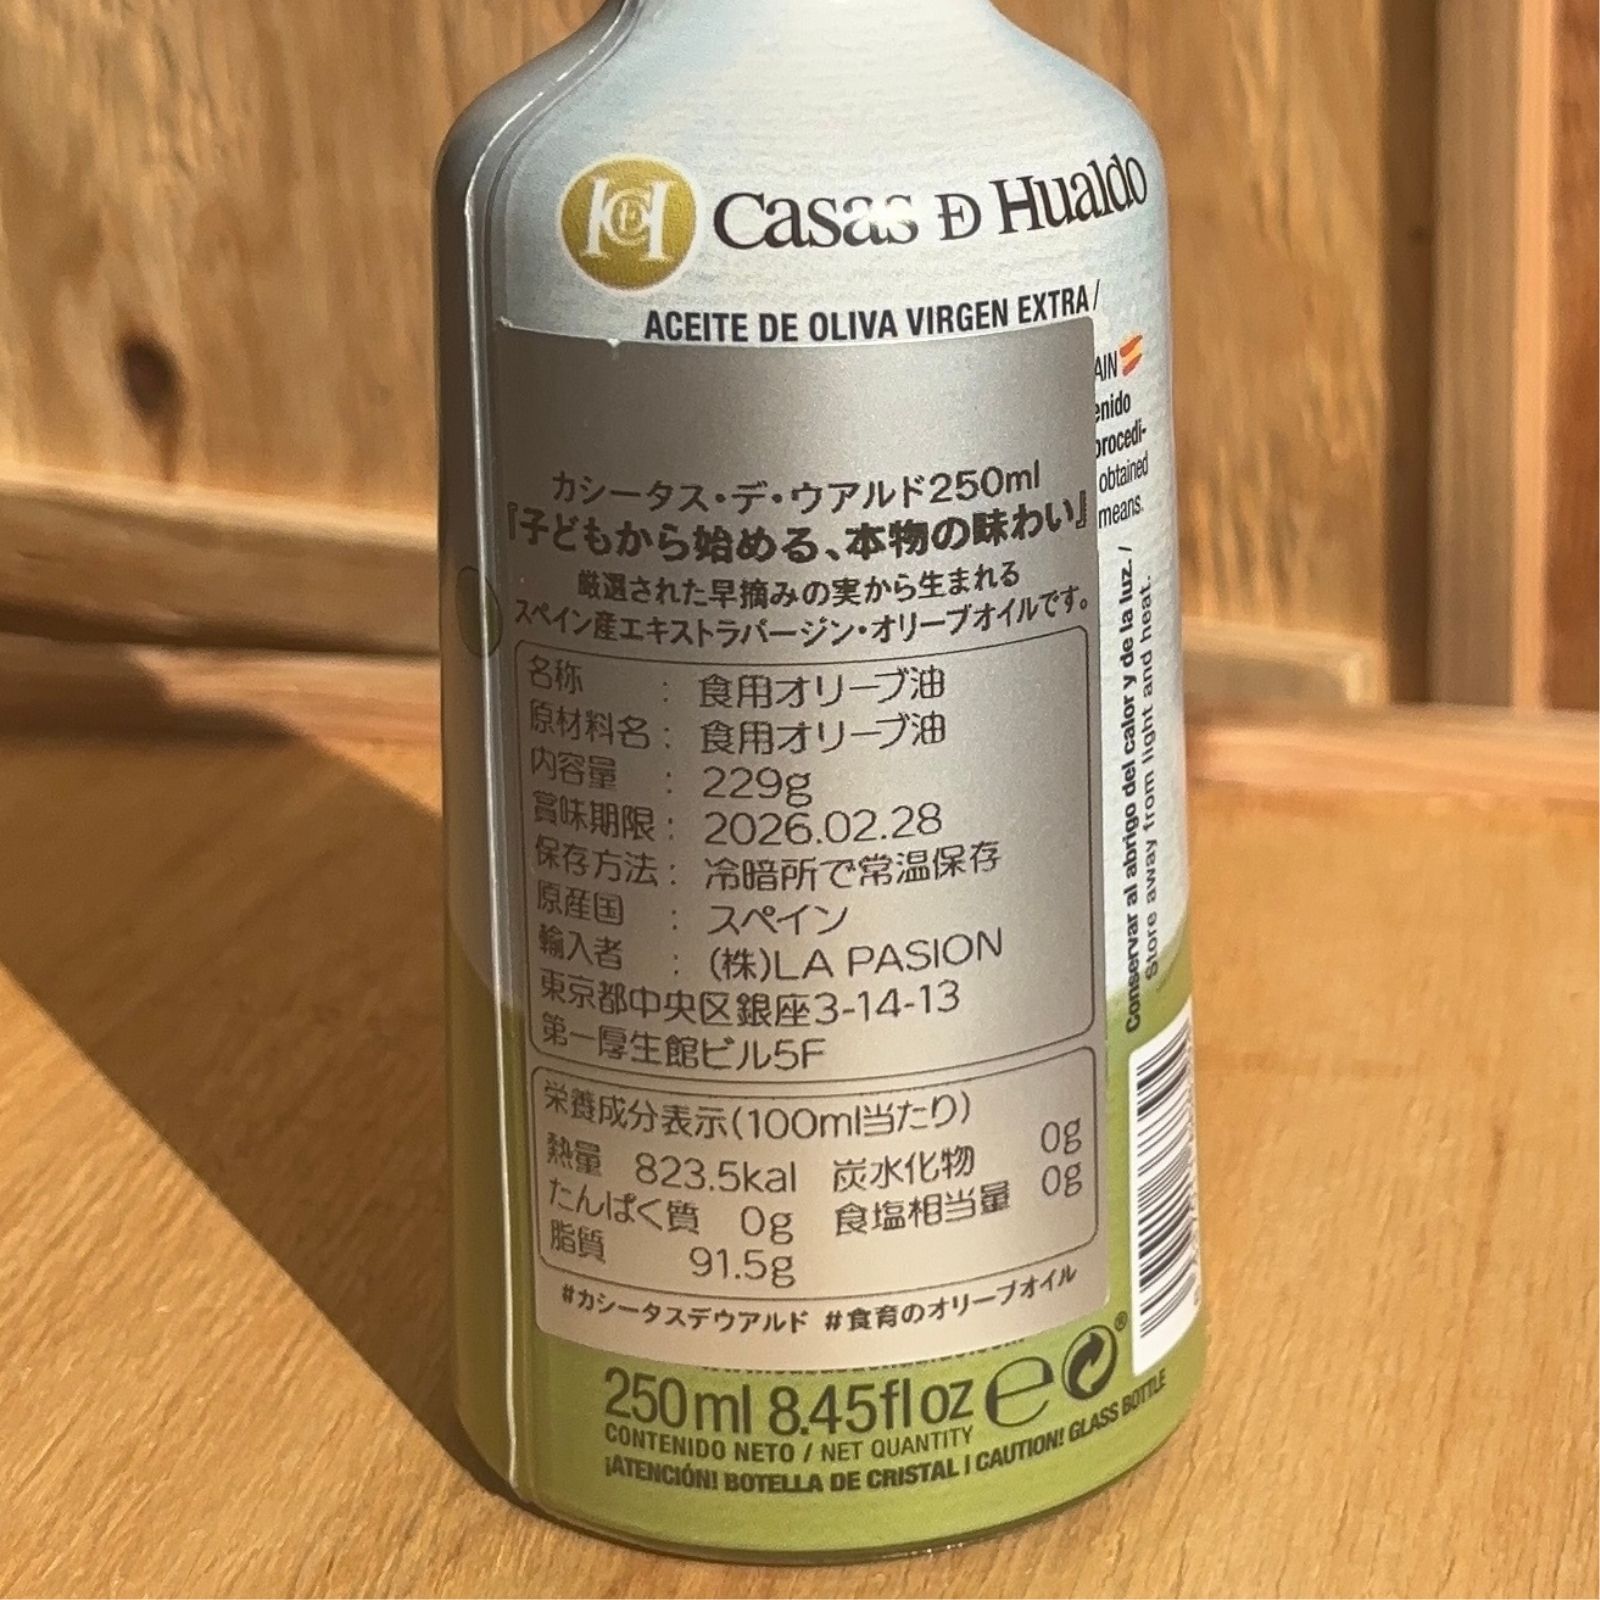 Casas DE Hualdo
ACEITE DE OLIVA VIRGEN EXTRA/
カシータス・デ・ウアルド250ml
『子どもから始める、本物の味わい』
厳選された早摘みの実から生まれる
スペイン産エキストラバージン・オリーブオイルです。
名称 : 食用オリーブ油
原材料名 : 食用オリーブ油
内容量 : 229g
賞味期限 : 2026.02.28
保存方法 : 冷暗所で常温保存
原産国 : スペイン
輸入者 : (株)LA PASION
東京都中央区銀座3-14-13
第一厚生館ビル5F
栄養成分表示(100ml当たり)
熱量 823.5kal 炭水化物 0g
たんぱく質 0g 食塩相当量 0g
脂質 91.5g
#カシータスデウアルド #食育のオリーブオイル
AIN
enido
procedi-
obtained
means.
Conservar al abrigo del calor y de la luz. /
Store away from light and heat.
250ml 8.45fl oz e
CONTENIDO NETO / NET QUANTITY
¡ATENCIÓN! BOTELLA DE CRISTAL | CAUTION! GLASS BOTTLE